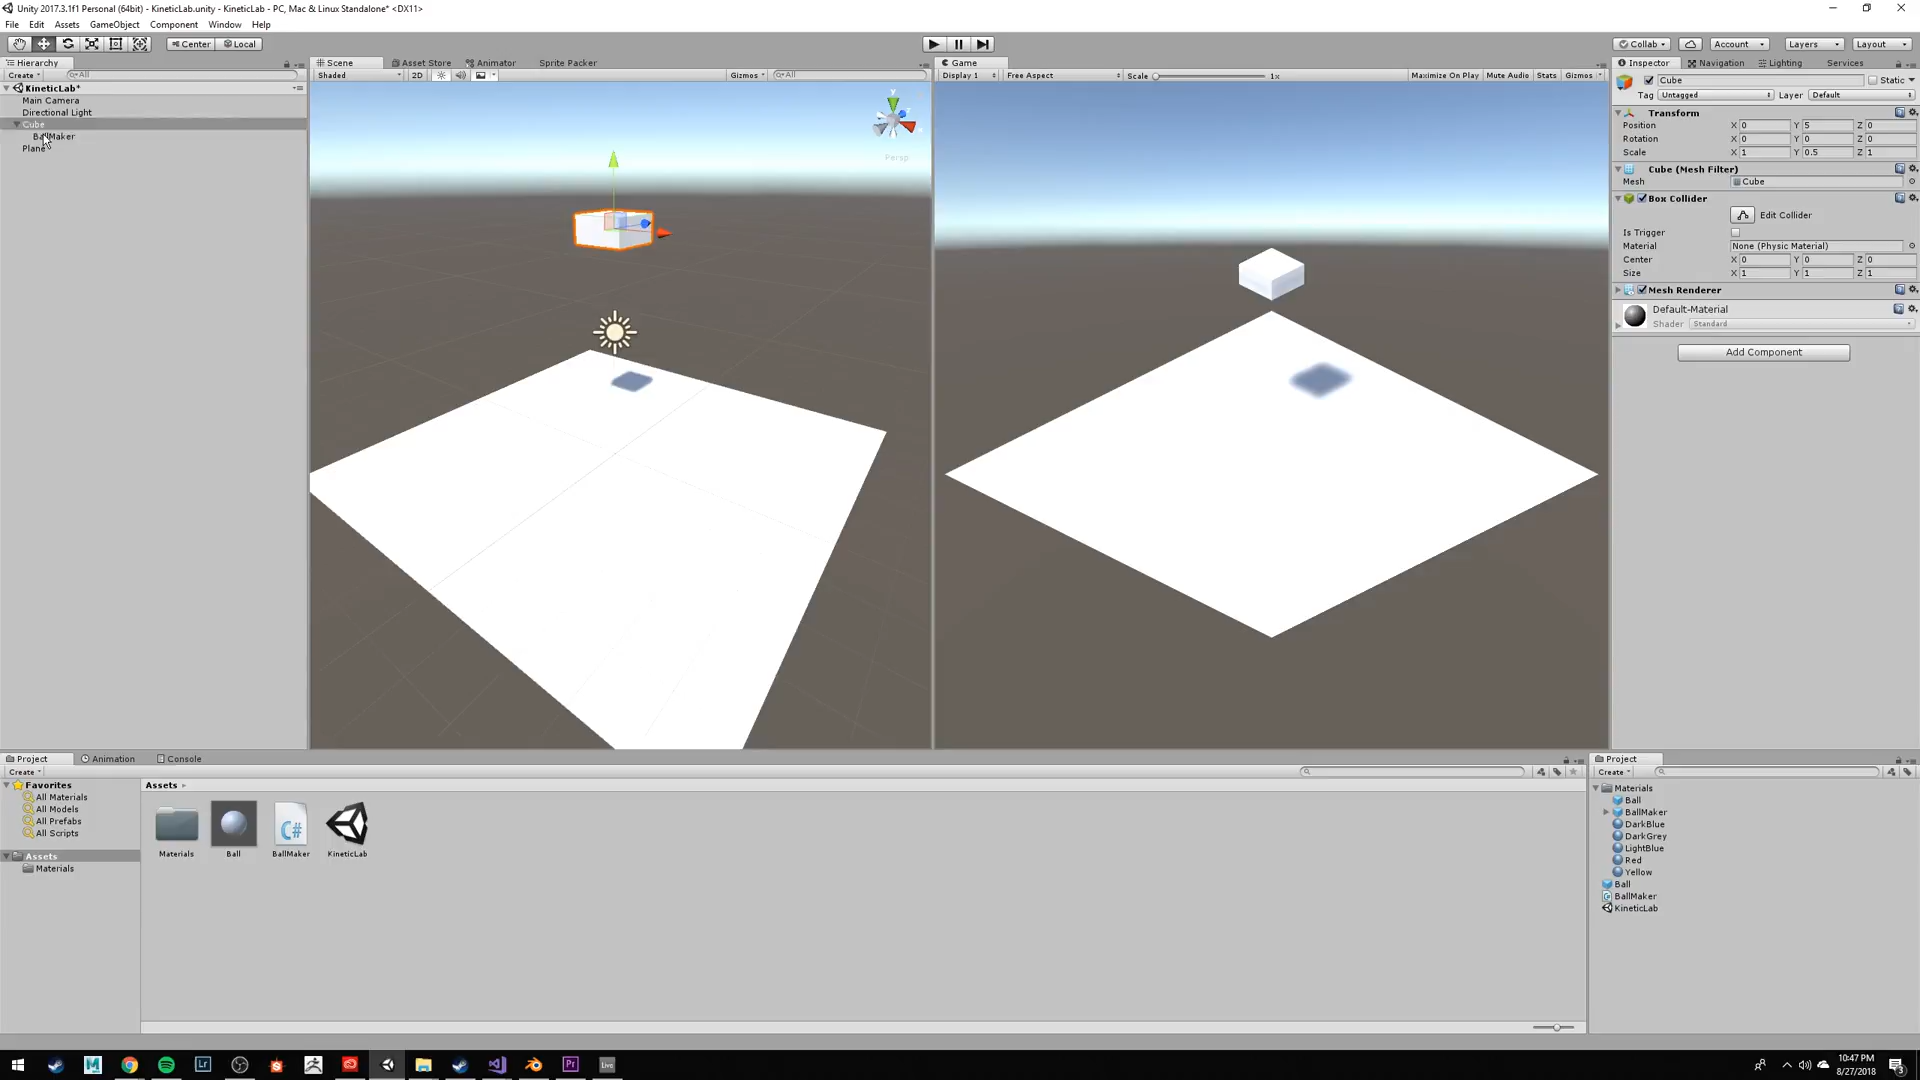 Unity 2017.3.1f1 Personal (64bit) - KineticLab.unity - KineticLab - PC, Mac & Linux Standalone* <DX11>
File Edit Assets GameObject Component Window Help
Center Local
Collab Account Layers Layout
Hierarchy
Create All
KineticLab*
Main Camera
Directional Light
Cube
BallMaker
Plane
Scene Asset Store Animator Sprite Packer
Shaded 2D Gizmos All
y
Persp
Game
Display 1 Free Aspect Scale 1x Maximize On Play Mute Audio Stats Gizmos
Inspector Navigation Lighting Services
Cube Static
Tag Untagged Layer Default
Transform
Position X 0 Y 5 Z 0
Rotation X 0 Y 0 Z 0
Scale X 1 Y 0.5 Z 1
Cube (Mesh Filter)
Mesh Cube
Box Collider
Edit Collider
Is Trigger
Material None (Physic Material)
Center X 0 Y 0 Z 0
Size X 1 Y 1 Z 1
Mesh Renderer
Default-Material
Shader Standard
Add Component
Project Animation Console
Create
Favorites
All Materials
All Models
All Prefabs
All Scripts
Assets
Materials
Assets
Materials Ball BallMaker KineticLab
C#
Project
Create
Materials
Ball
BallMaker
DarkBlue
DarkGrey
LightBlue
Red
Yellow
Ball
BallMaker
KineticLab
Lr
Pr
Live
10:47 PM
8/27/2018
3